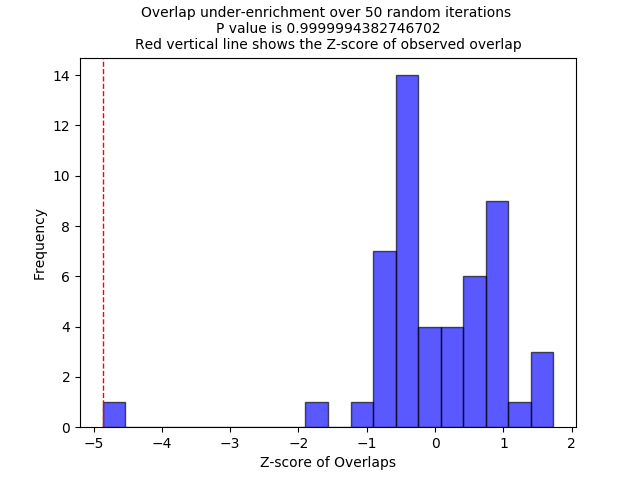 Overlap under-enrichment over 50 random iterations
P value is 0.9999994382746702
Red vertical line shows the Z-score of observed overlap
14
12
10
8
6
4
2
0
Frequency
−5 −4 −3 −2 −1 0 1 2
Z-score of Overlaps